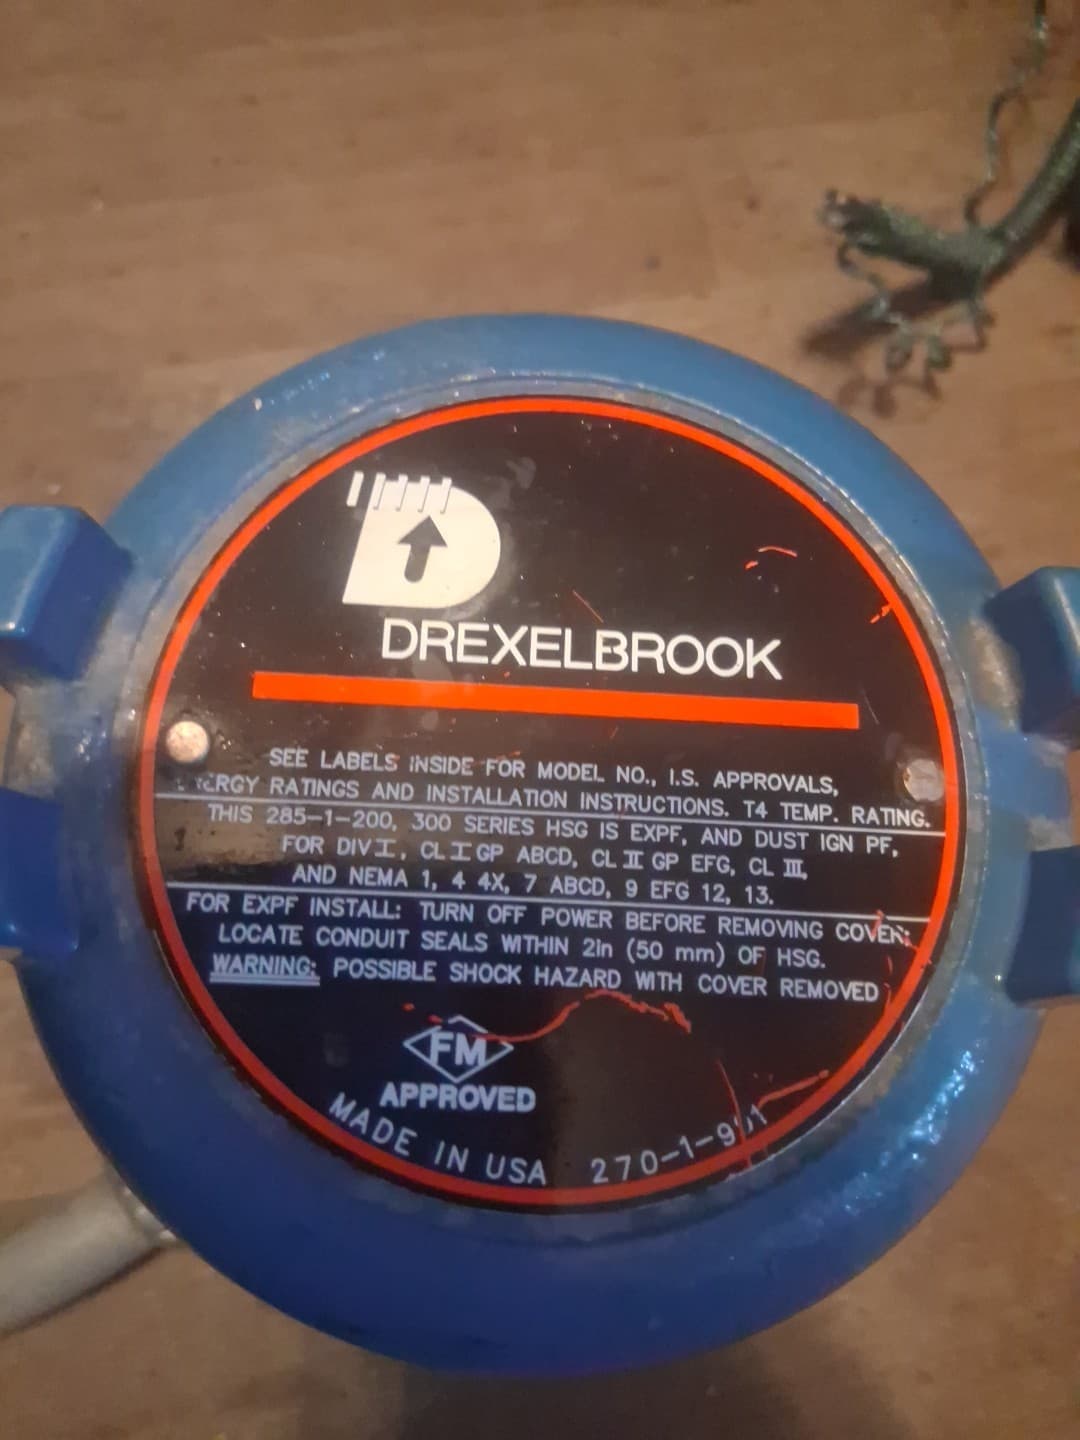 DREXELBROOK
SEE LABELS INSIDE FOR MODEL NO., I.S. APPROVALS,
RATINGS AND INSTALLATION INSTRUCTIONS. T4 TEMP. RATING.
THIS 285-1-200, 300 SERIES HSG IS EXPF, AND DUST IGN PF,
FOR DIV I, CL I GP ABCD, CL II GP EFG, CL III,
AND NEMA 1, 4 4X, 7 ABCD, 9 EFG 12, 13.
FOR EXPF INSTALL: TURN OFF POWER BEFORE REMOVING COVER;
LOCATE CONDUIT SEALS WITHIN 2In (50 mm) OF HSG.
WARNING: POSSIBLE SHOCK HAZARD WITH COVER REMOVED
FM
APPROVED
MADE IN USA